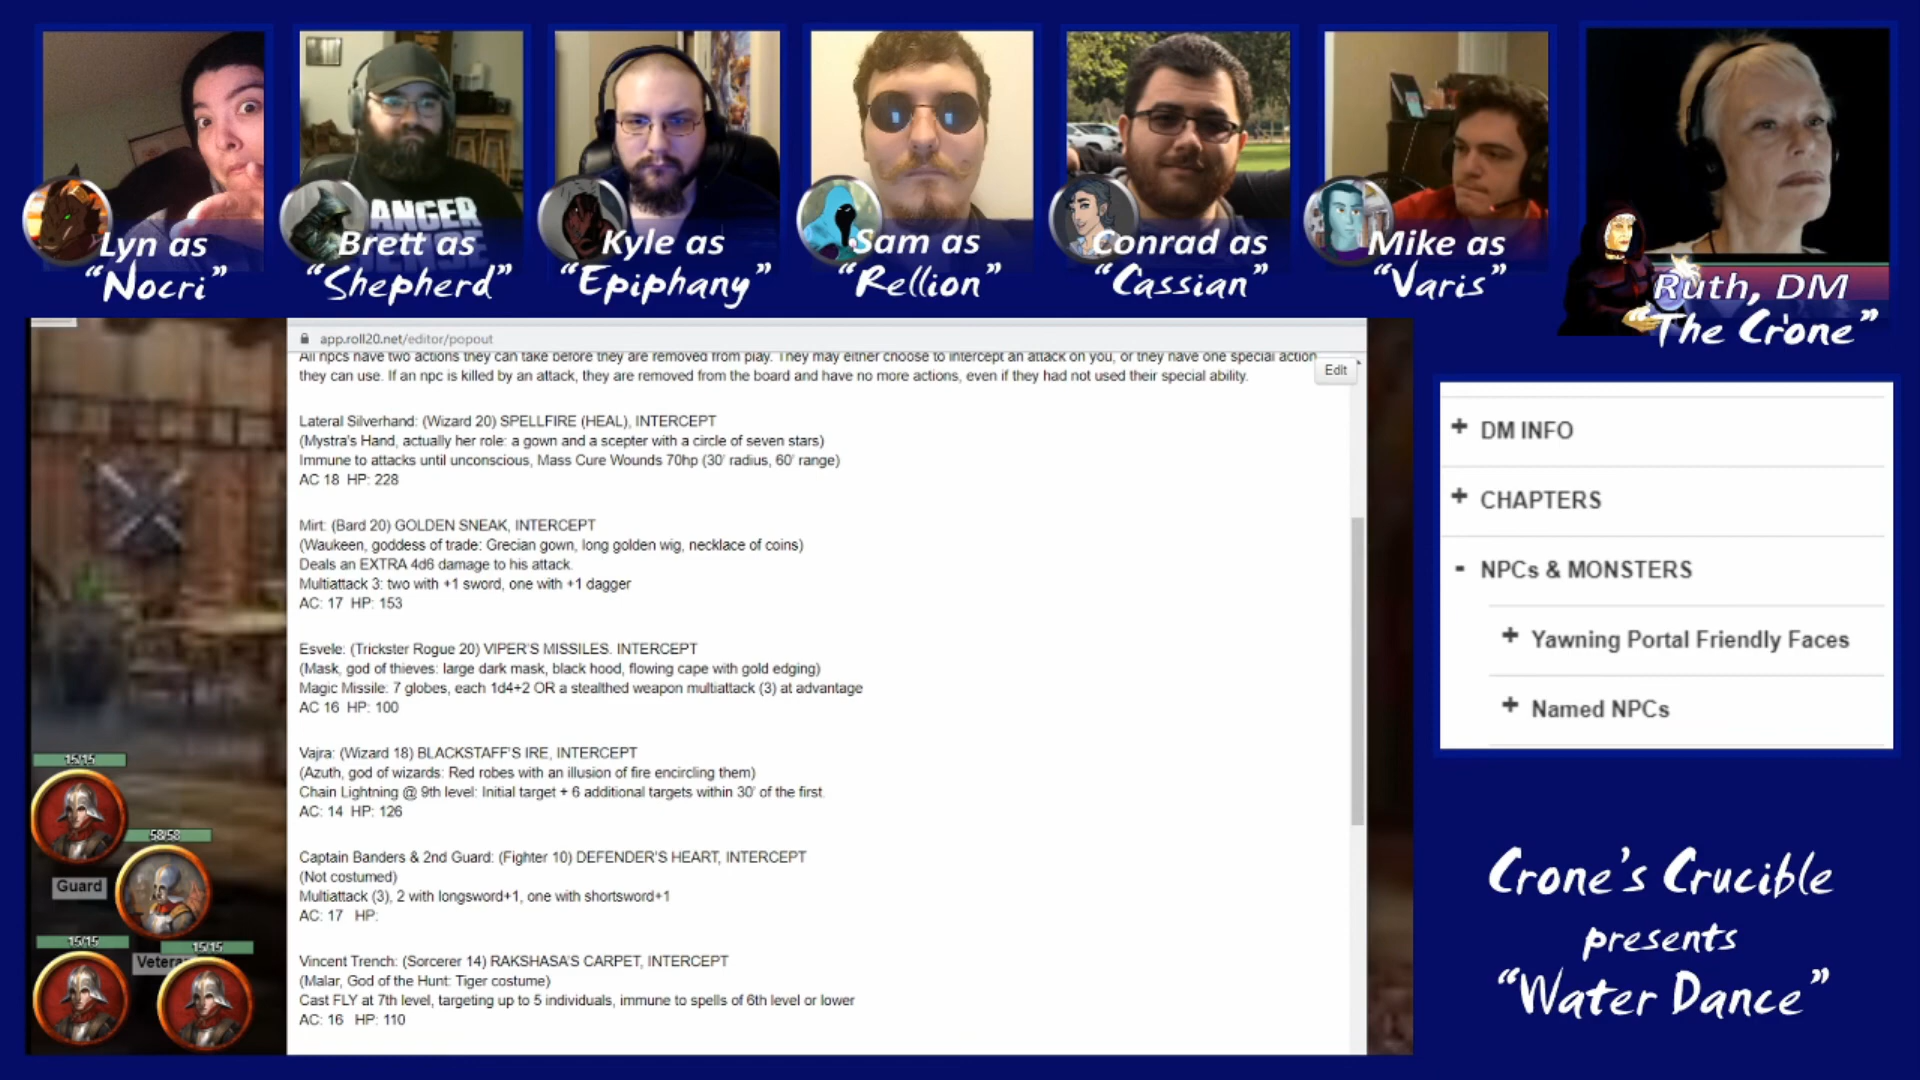 ANGER
Lyn as
"Nocri"
Brett as
"Shepherd"
Kyle as
"Epiphany"
Sam as
"Rellion"
Conrad as
"Cassian"
Mike as
"Varis"
Ruth, DM
"The Crone"
app.roll20.net/editor/popout
All npcs have two actions they can take before they are removed from play. They may either choose to intercept an attack on you, or they have one special action
they can use. If an npc is killed by an attack, they are removed from the board and have no more actions, even if they had not used their special ability.
Edit
Lateral Silverhand: (Wizard 20) SPELLFIRE (HEAL), INTERCEPT
(Mystra's Hand, actually her role: a gown and a scepter with a circle of seven stars)
Immune to attacks until unconscious, Mass Cure Wounds 70hp (30' radius, 60' range)
AC 18 HP: 228
Mirt: (Bard 20) GOLDEN SNEAK, INTERCEPT
(Waukeen, goddess of trade: Grecian gown, long golden wig, necklace of coins)
Deals an EXTRA 4d6 damage to his attack.
Multiattack 3: two with +1 sword, one with +1 dagger
AC: 17 HP: 153
Esvele: (Trickster Rogue 20) VIPER'S MISSILES. INTERCEPT
(Mask, god of thieves: large dark mask, black hood, flowing cape with gold edging)
Magic Missile: 7 globes, each 1d4+2 OR a stealthed weapon multiattack (3) at advantage
AC 16 HP: 100
Vajra: (Wizard 18) BLACKSTAFF'S IRE, INTERCEPT
(Azuth, god of wizards: Red robes with an illusion of fire encircling them)
Chain Lightning @ 9th level: Initial target + 6 additional targets within 30' of the first.
AC: 14 HP: 126
Captain Banders & 2nd Guard: (Fighter 10) DEFENDER'S HEART, INTERCEPT
(Not costumed)
Multiattack (3), 2 with longsword+1, one with shortsword+1
AC: 17 HP:
Vincent Trench: (Sorcerer 14) RAKSHASA'S CARPET, INTERCEPT
(Malar, God of the Hunt: Tiger costume)
Cast FLY at 7th level, targeting up to 5 individuals, immune to spells of 6th level or lower
AC: 16 HP: 110
15/15
58/58
Guard
15/15
15/15
Vetera
+ DM INFO
+ CHAPTERS
- NPCs & MONSTERS
+ Yawning Portal Friendly Faces
+ Named NPCs
Crone's Crucible
presents
"Water Dance"